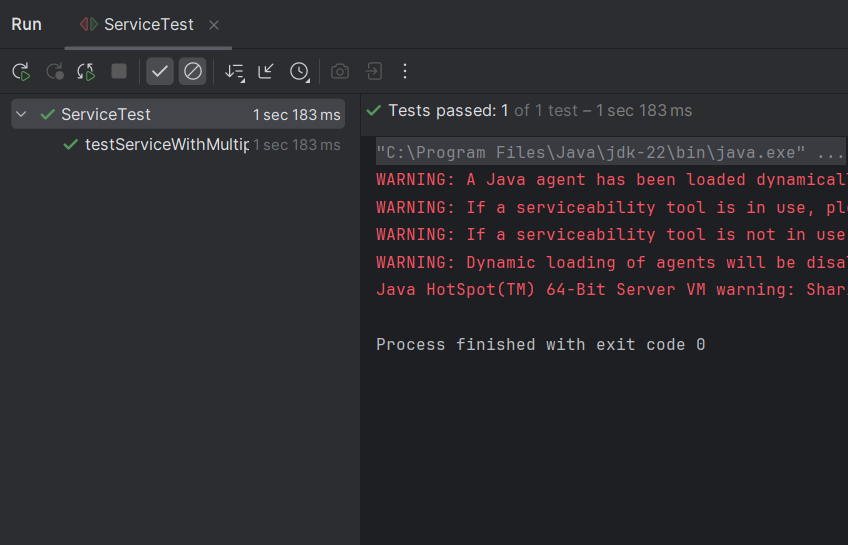 Run ServiceTest
ServiceTest 1 sec 183 ms
testServiceWithMultip 1 sec 183 ms
Tests passed: 1 of 1 test – 1 sec 183 ms
"C:\Program Files\Java\jdk-22\bin\java.exe" ...
WARNING: A Java agent has been loaded dynamicall
WARNING: If a serviceability tool is in use, ple
WARNING: If a serviceability tool is not in use
WARNING: Dynamic loading of agents will be disal
Java HotSpot(TM) 64-Bit Server VM warning: Shar
Process finished with exit code 0